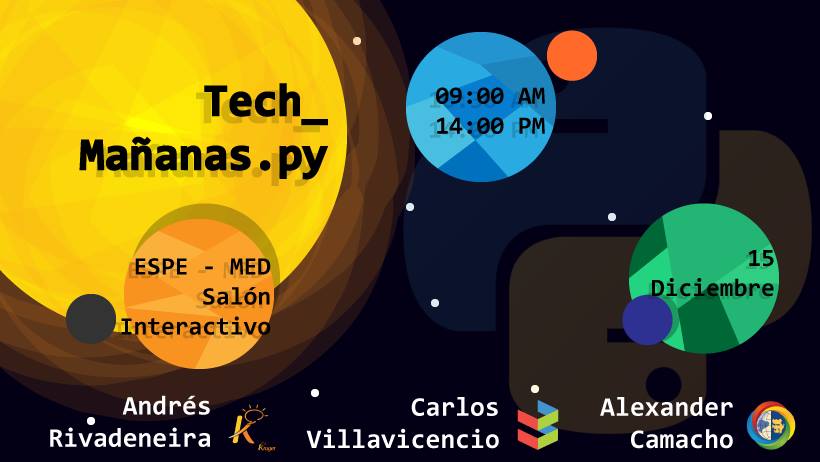 Tech_
Mañanas.py
09:00 AM
14:00 PM
ESPE - MED
Salón
Interactivo
15
Diciembre
Andrés
Rivadeneira
Kruger
Carlos
Villavicencio
Alexander
Camacho